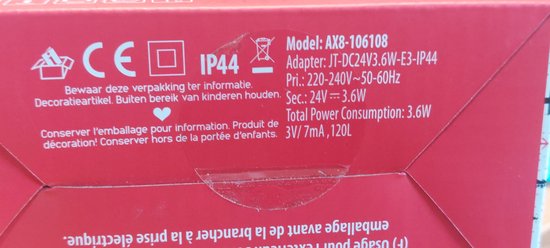 IP44
Bewaar deze verpakking ter informatie.
Decoratieartikel. Buiten bereik van kinderen houden.
Conserver l'emballage pour information. Produit de
décoration! Conserver hors de la portée d'enfants.
Model: AX8-106108
Adapter: JT-DC24V3.6W-E3-IP44
Pri.: 220-240V~50-60Hz
Sec.: 24V⎓3.6W
Total Power Consumption: 3.6W
3V/ 7mA ,120L
(F) Usage pour l'extérieur
emballage avant de la brancher à la prise électrique